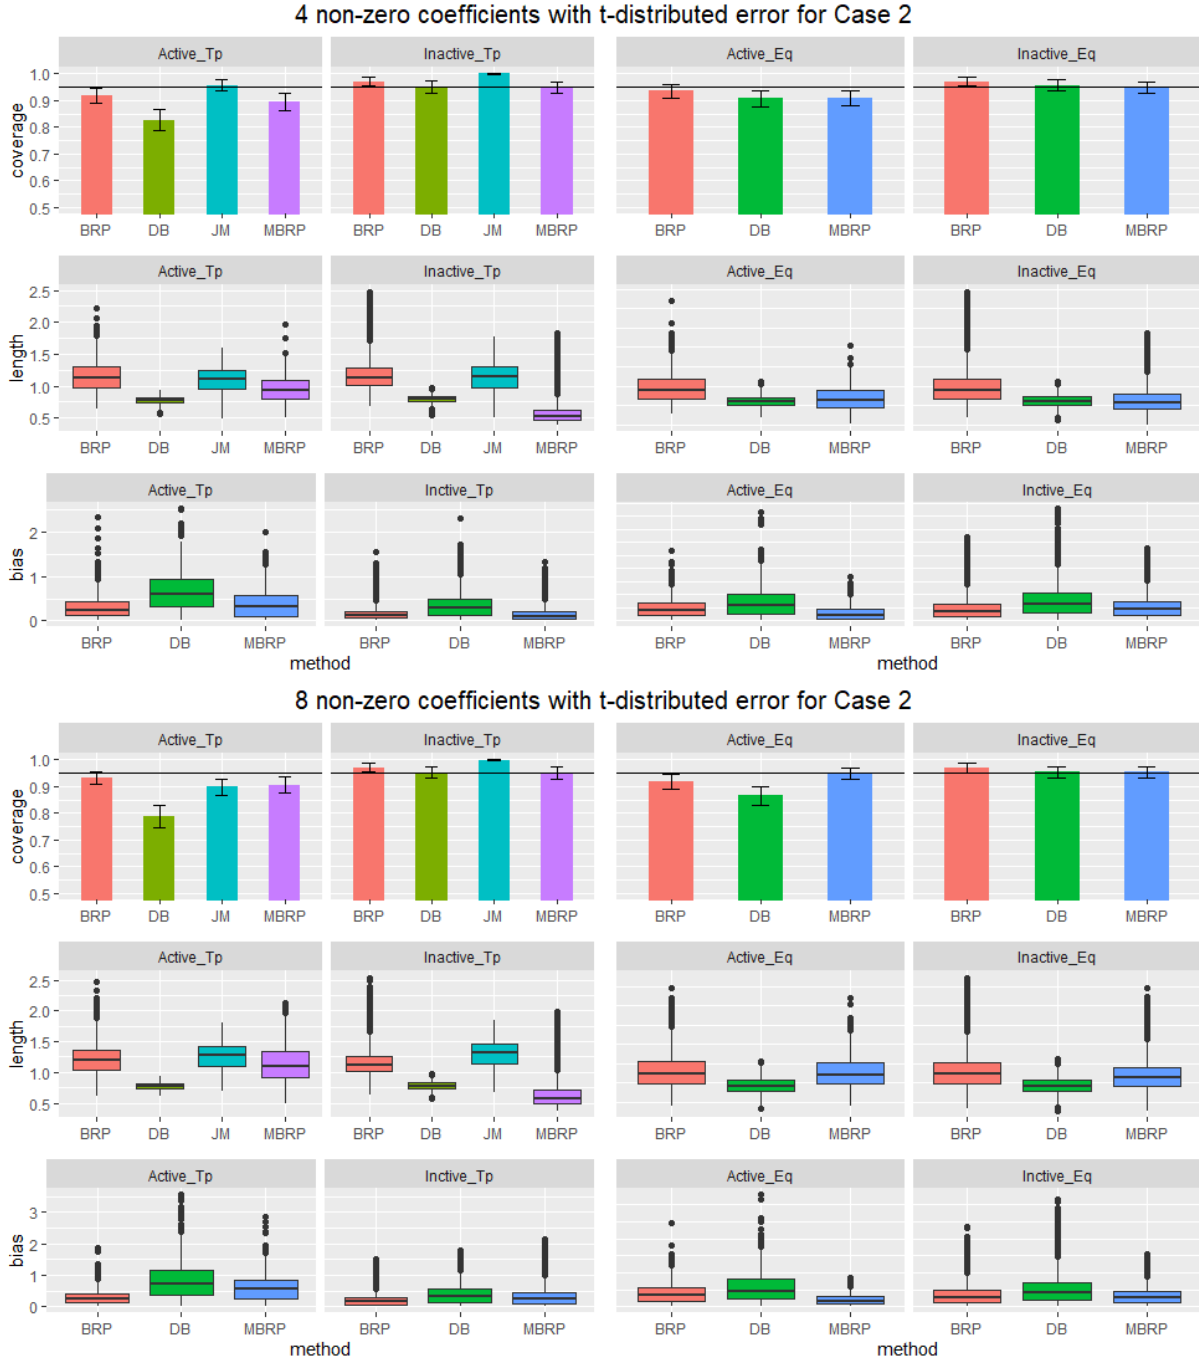 4 non-zero coefficients with t-distributed error for Case 2
Active_Tp Inactive_Tp Active_Eq Inactive_Eq
coverage
1.0
0.9
0.8
0.7
0.6
0.5
BRP DB JM MBRP BRP DB JM MBRP BRP DB MBRP BRP DB MBRP
Active_Tp Inactive_Tp Active_Eq Inactive_Eq
length
2.5
2.0
1.5
1.0
0.5
BRP DB JM MBRP BRP DB JM MBRP BRP DB MBRP BRP DB MBRP
Active_Tp Inctive_Tp Active_Eq Inctive_Eq
bias
2
1
0
BRP DB MBRP BRP DB MBRP BRP DB MBRP BRP DB MBRP
method method
8 non-zero coefficients with t-distributed error for Case 2
Active_Tp Inactive_Tp Active_Eq Inactive_Eq
coverage
1.0
0.9
0.8
0.7
0.6
0.5
BRP DB JM MBRP BRP DB JM MBRP BRP DB MBRP BRP DB MBRP
Active_Tp Inactive_Tp Active_Eq Inactive_Eq
length
2.5
2.0
1.5
1.0
0.5
BRP DB JM MBRP BRP DB JM MBRP BRP DB MBRP BRP DB MBRP
Active_Tp Inctive_Tp Active_Eq Inctive_Eq
bias
3
2
1
0
BRP DB MBRP BRP DB MBRP BRP DB MBRP BRP DB MBRP
method method